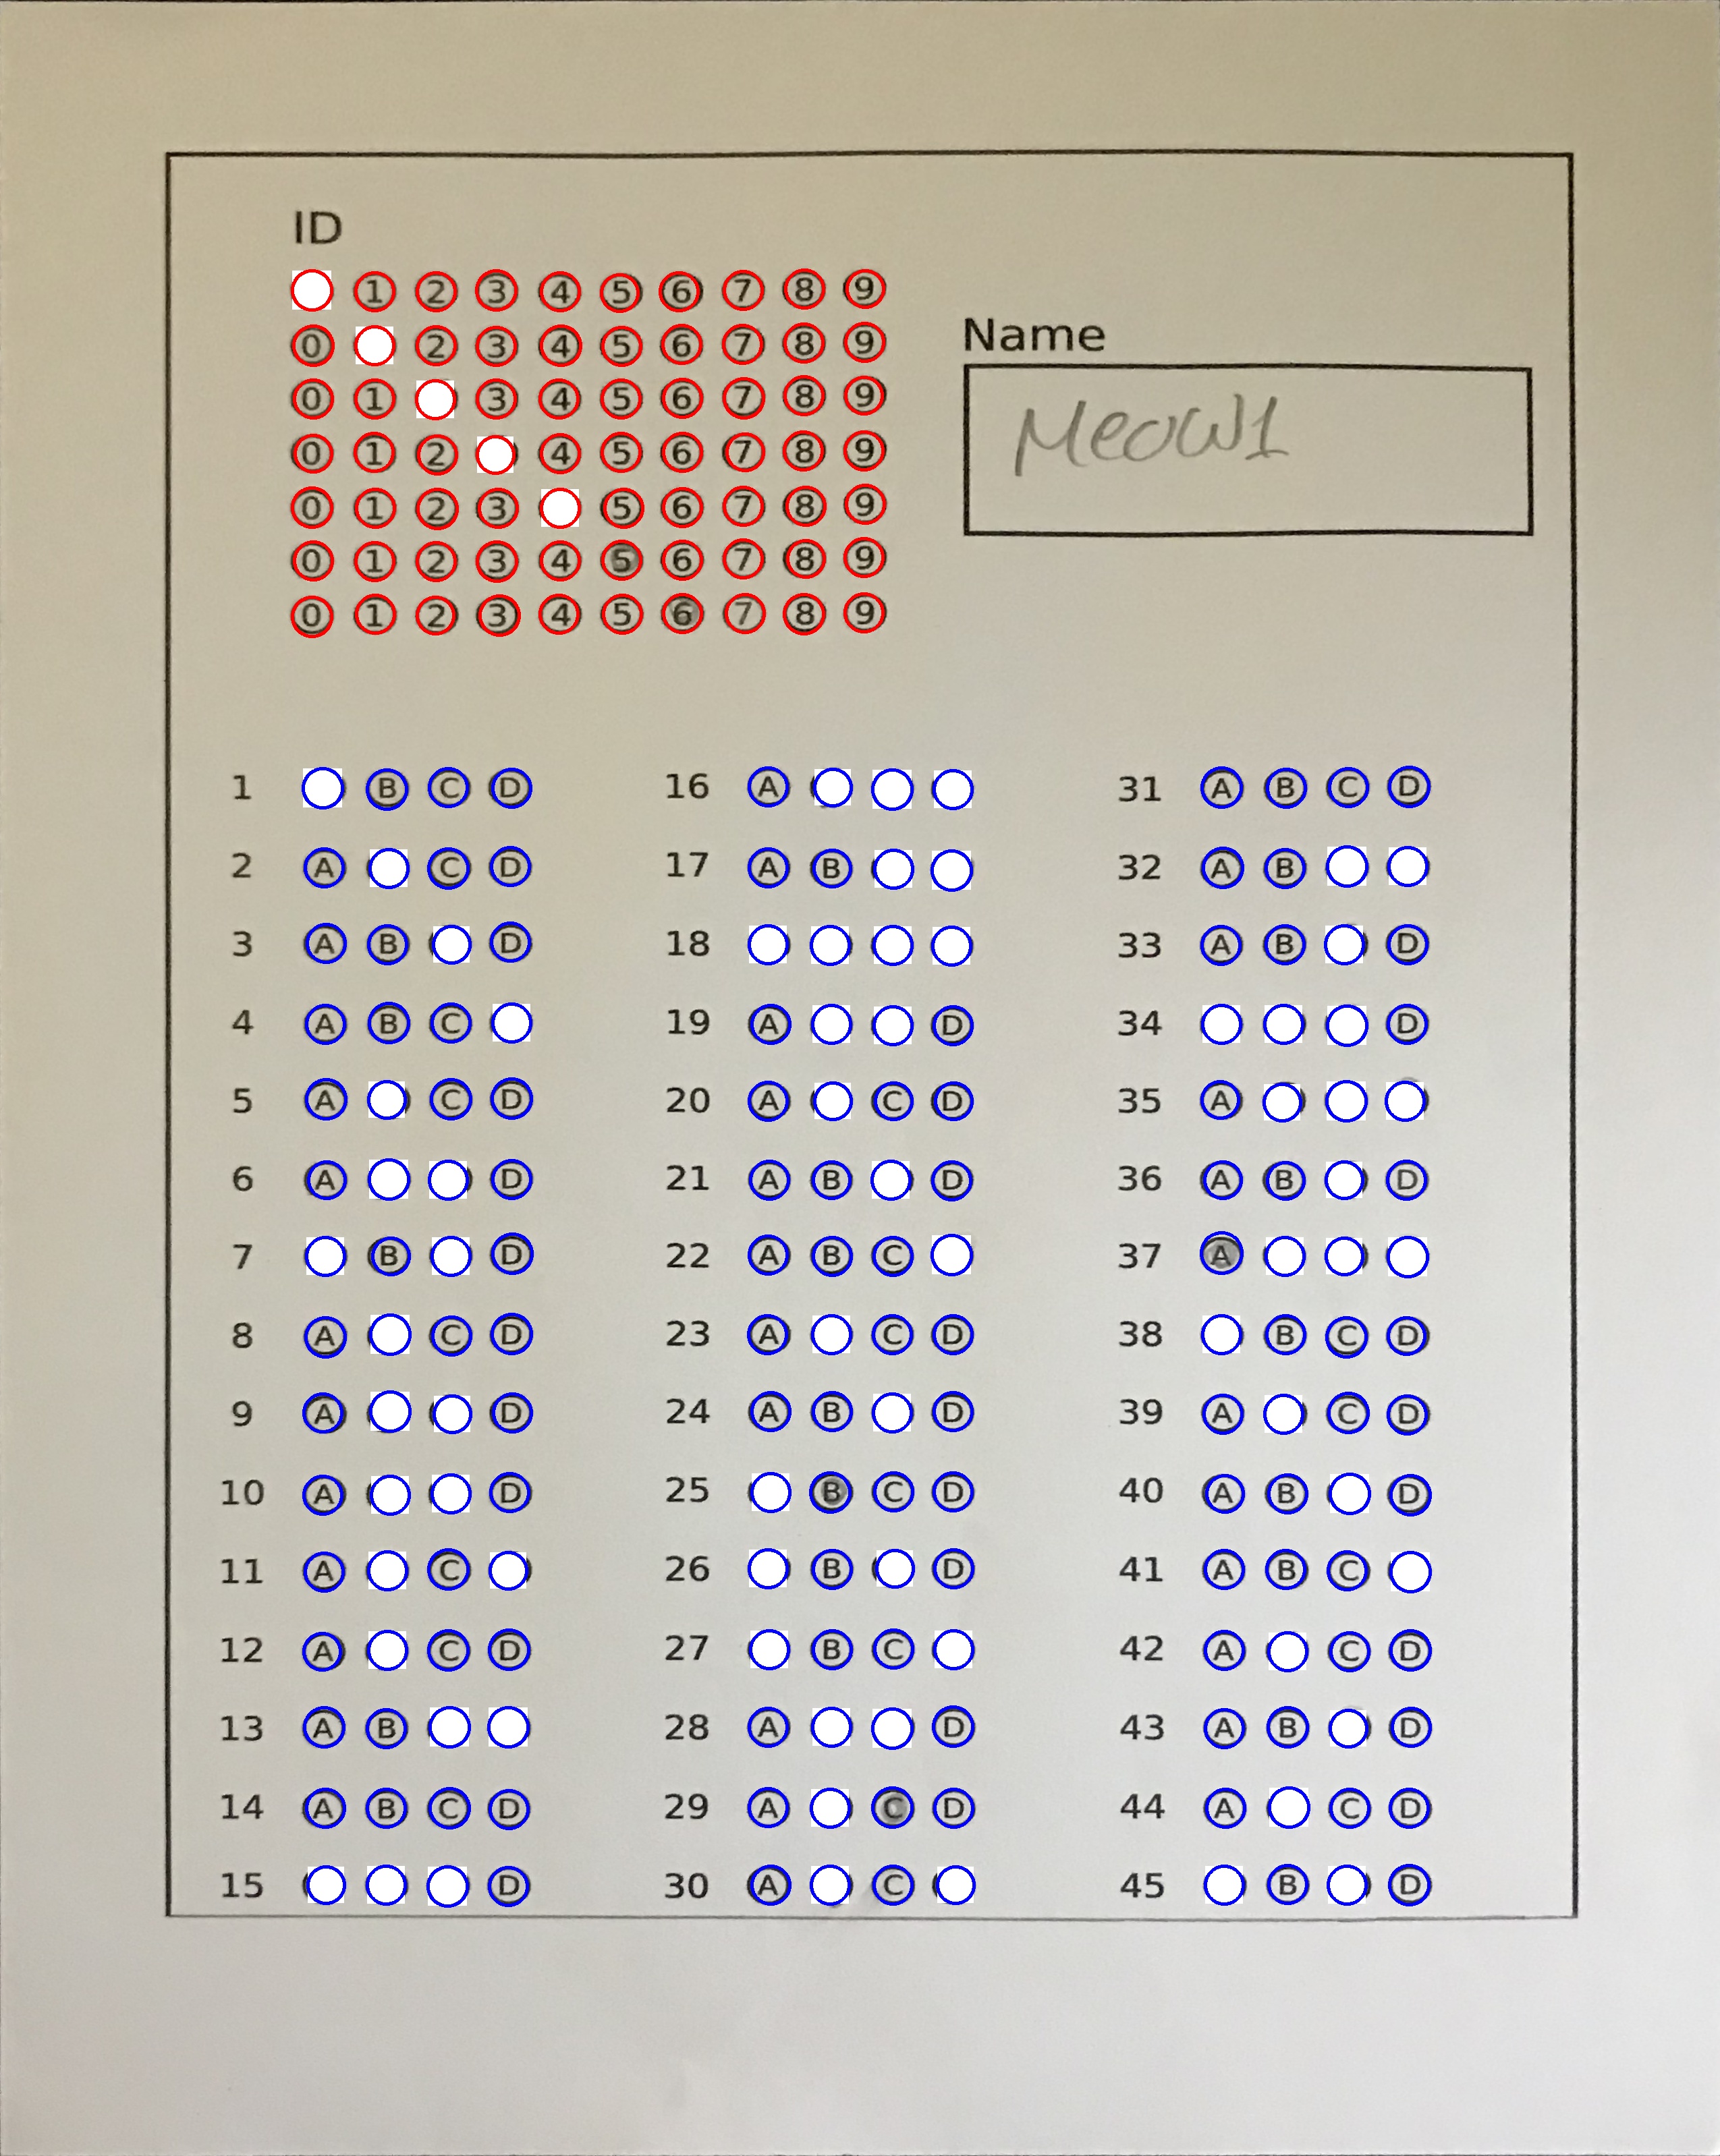 ID
1 2 3 4 5 6 7 8 9
0 2 3 4 5 6 7 8 9
0 1 3 4 5 6 7 8 9
0 1 2 4 5 6 7 8 9
0 1 2 3 5 6 7 8 9
0 1 2 3 4 5 6 7 8 9
0 1 2 3 4 5 6 7 8 9
Name
Meow1
1 B C D
2 A C D
3 A B D
4 A B C
5 A C D
6 A D
7 B D
8 A C D
9 A D
10 A D
11 A C
12 A C D
13 A B
14 A B C D
15 D
16 A
17 A B
18
19 A D
20 A C D
21 A B D
22 A B C
23 A C D
24 A B D
25 B C D
26 B D
27 B C
28 A D
29 A C D
30 A C
31 A B C D
32 A B
33 A B D
34 D
35 A
36 A B D
37 A
38 B C D
39 A C D
40 A B D
41 A B C
42 A C D
43 A B D
44 A C D
45 B D